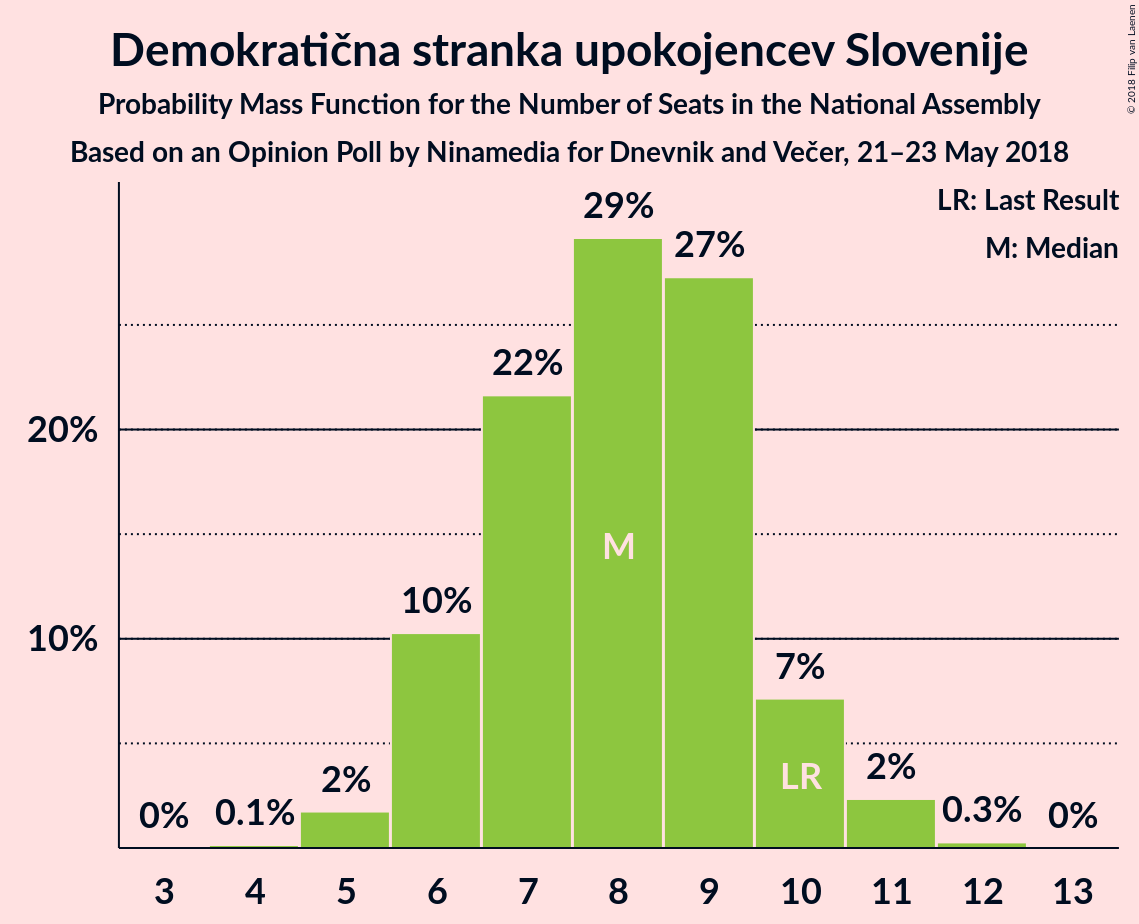 Demokratična stranka upokojencev Slovenije
Probability Mass Function for the Number of Seats in the National Assembly
Based on an Opinion Poll by Ninamedia for Dnevnik and Večer, 21–23 May 2018
© 2018 Filip van Laenen
LR: Last Result
M: Median
29%
27%
22%
20%
M
10%
10%
7%
LR
2%
2%
0%
0.1%
0.3%
0%
3 4 5 6 7 8 9 10 11 12 13